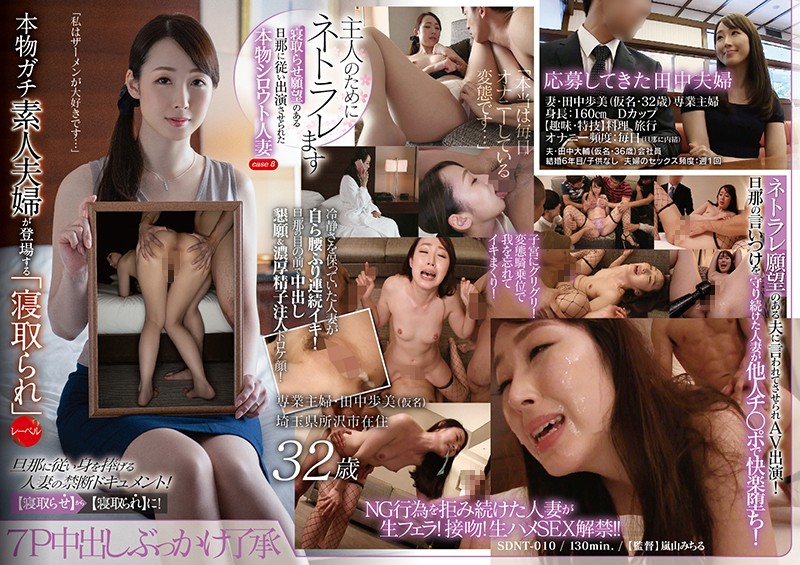 「私はザーメンが大好きです…」
本物ガチ素人夫婦が登場する「寝取られ」
レーベル
旦那に従い身を捧げる
人妻の禁断ドキュメント!
【寝取らせ】から【寝取られ】に!
7P中出しぶっかけ了承
主人のために
ネトラレます
寝取らせ願望のある
旦那に従い出演させられた
本物シロウト人妻
case 8
「本当は毎日
オナニーしている
変態です…」
応募してきた田中夫婦
妻・田中歩美(仮名・32歳)専業主婦
身長:160㎝ Dカップ
【趣味・特技】料理、旅行
オナニー頻度:毎日(旦那に内緒)
夫・田中大輔(仮名・36歳)会社員
結婚6年目/子供なし 夫婦のセックス頻度:週1回
冷静さを保っていた人妻が
自ら腰ふり連続イキ!
旦那の目の前で中出し
懇願&濃厚精子注入トロケ顔!
子宮にグリグリ!
変態騎乗位で
我を忘れて
イキまくり!
ネトラレ願望のある夫に言われてさせられAV出演!
旦那の言いつけを守り続けた人妻が他人チ〇ポで快楽堕ち!
専業主婦・田中歩美(仮名)
埼玉県所沢市在住
32歳
NG行為を拒み続けた人妻が
生フェラ!接吻!生ハメSEX解禁!!
SDNT-010 / 130min. / 【監督】嵐山みちる